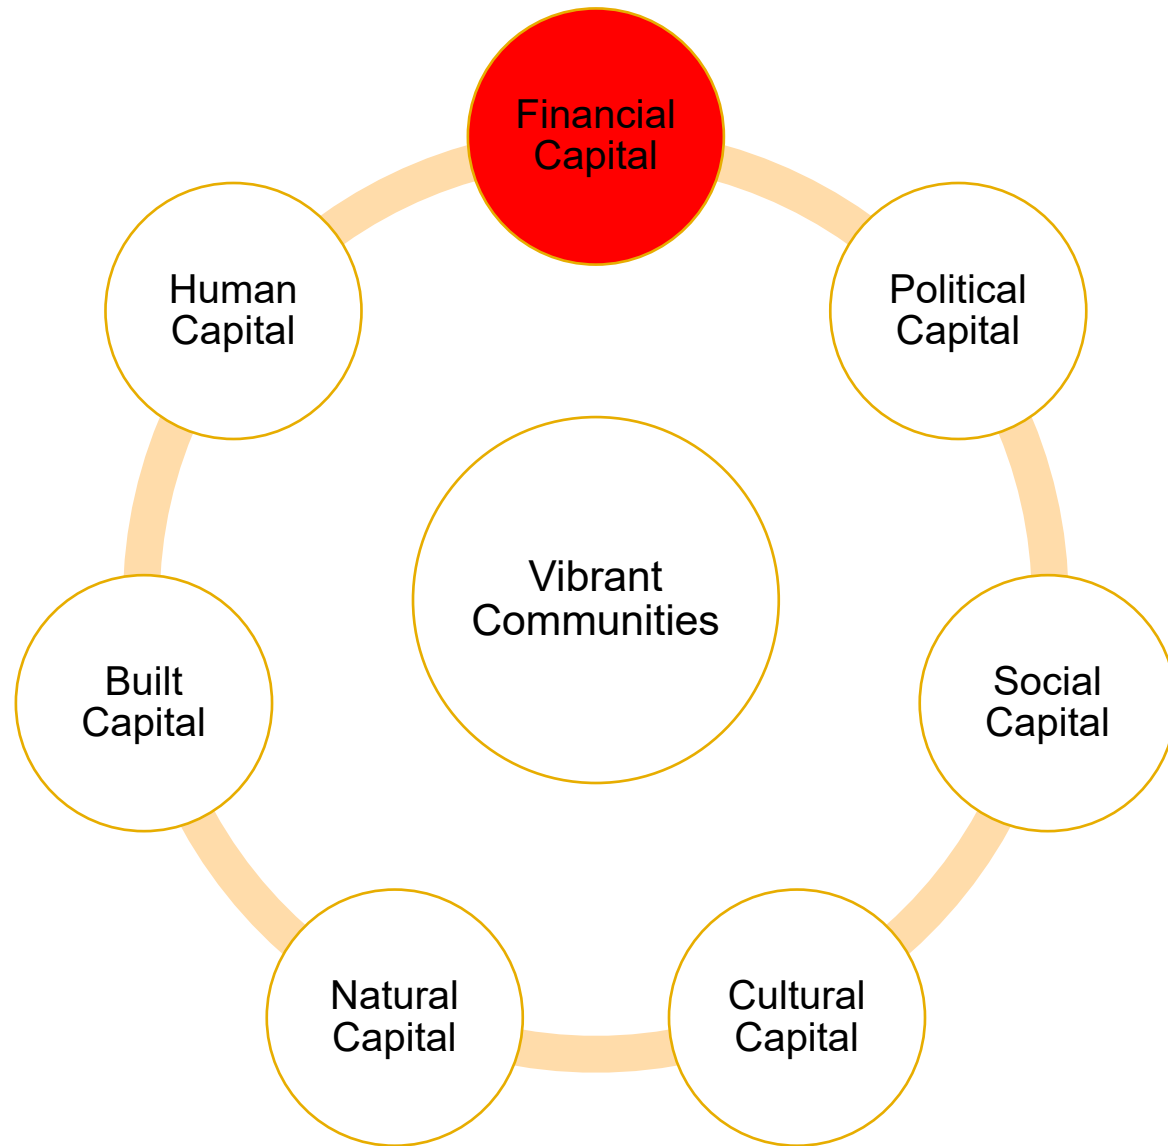 Financial
Capital
Political
Capital
Social
Capital
Cultural
Capital
Natural
Capital
Built
Capital
Human
Capital
Vibrant
Communities